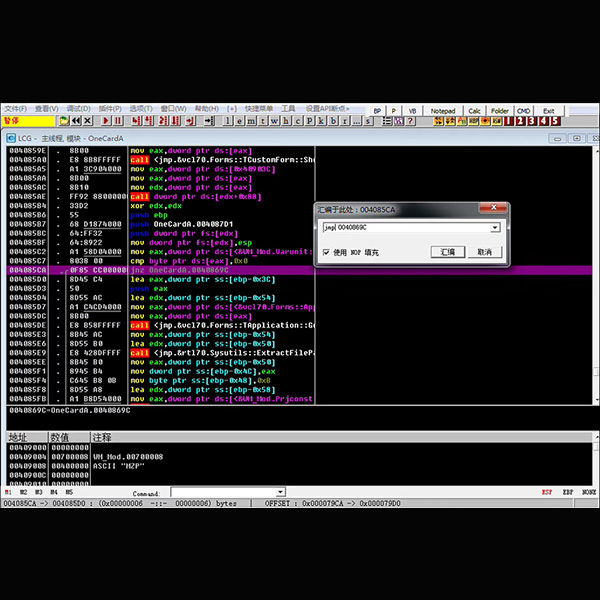 文件(F) 查看(V) 调试(D) 插件(P) 选项(T) 窗口(W) 帮助(H) [+] 快捷菜单 工具 设置API断点» BP P VB Notepad Calc Folder CMD Exit
暂停 l e m t w h c P k b r ... s 1 2 3 4 5
LCG - 主线程, 模块 - OneCardA
0040859E . 8B00 mov eax,dword ptr ds:[eax]
004085A0 . E8 8B8FFFFF call <jmp.&vcl70.Forms::TCustomForm::Sh
004085A5 . A1 3C904000 mov eax,dword ptr ds:[0x40903C]
004085AA . 8B00 mov eax,dword ptr ds:[eax]
004085AC . 8B10 mov edx,dword ptr ds:[eax]
004085AE . FF92 88000000 call dword ptr ds:[edx+0x88]
004085B4 . 33D2 xor edx,edx
004085B6 . 55 push ebp
004085B7 . 68 D1874000 push OneCardA.004087D1
004085BC . 64:FF32 push dword ptr fs:[edx]
004085BF . 64:8922 mov dword ptr fs:[edx],esp
004085C2 . A1 58D04000 mov eax,dword ptr ds:[<&WM_Mod.Varunit:
004085C7 . 8038 00 cmp byte ptr ds:[eax],0x0
004085CA . 0F85 CC000000 jnz OneCardA.0040869C
004085D0 . 8D45 C4 lea eax,dword ptr ss:[ebp-0x3C]
004085D3 . 50 push eax
004085D4 . 8D55 AC lea edx,dword ptr ss:[ebp-0x54]
004085D7 . A1 C4CD4000 mov eax,dword ptr ds:[<&vcl70.Forms::Ap
004085DC . 8B00 mov eax,dword ptr ds:[eax]
004085DE . E8 D58FFFFF call <jmp.&vcl70.Forms::TApplication::Ge
004085E3 . 8B45 AC mov eax,dword ptr ss:[ebp-0x54]
004085E6 . 8D55 B0 lea edx,dword ptr ss:[ebp-0x50]
004085E9 . E8 428DFFFF call <jmp.&rtl70.Sysutils::ExtractFilePa
004085EE . 8B45 B0 mov eax,dword ptr ss:[ebp-0x50]
004085F1 . 8945 B4 mov dword ptr ss:[ebp-0x4C],eax
004085F4 . C645 B8 0B mov byte ptr ss:[ebp-0x48],0xB
004085F8 . 8D55 A8 lea edx,dword ptr ss:[ebp-0x58]
004085FB . A1 B8D54000 mov eax,dword ptr ds:[<&WM_Mod.Prjconst
汇编于此处 : 004085CA
jmp 0040869C
使用 NOP 填充 汇编 取消
0040869C=OneCardA.0040869C
地址 数值 注释
00409000 00000000
00409004 00700008 WM_Mod.00700008
00409008 00400000 ASCII "MZP"
0040900C 00000000
00409010 00000000
M1 M2 M3 M4 M5 Command: ESP EBP NONE
004085CA -> 004085D0 : (0x00000006 -::- 00000006) bytes OFFSET : 0x000079CA -> 0x000079D0